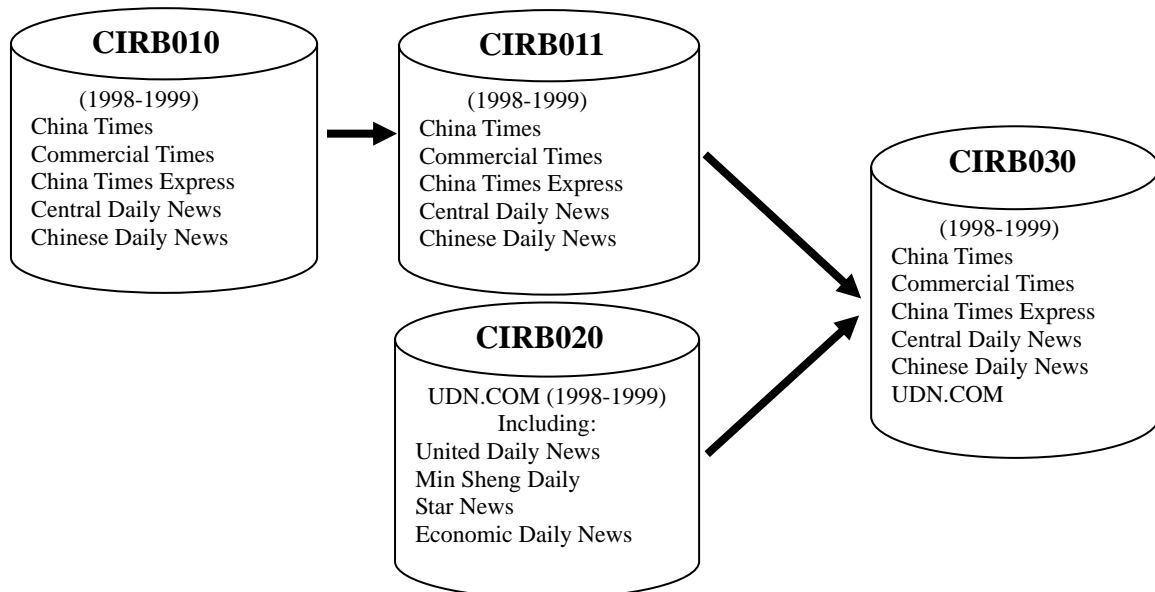 CIRB010
(1998-1999)
China Times
Commercial Times
China Times Express
Central Daily News
Chinese Daily News
CIRB011
(1998-1999)
China Times
Commercial Times
China Times Express
Central Daily News
Chinese Daily News
CIRB020
UDN.COM (1998-1999)
Including:
United Daily News
Min Sheng Daily
Star News
Economic Daily News
CIRB030
(1998-1999)
China Times
Commercial Times
China Times Express
Central Daily News
Chinese Daily News
UDN.COM